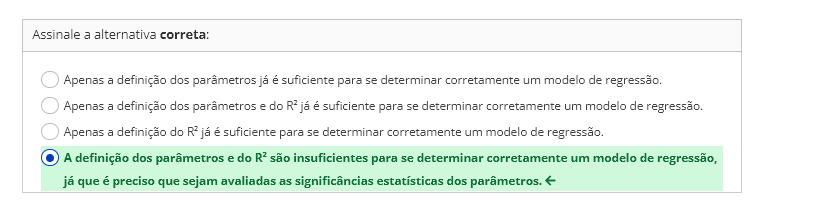 Assinale a alternativa correta:
Apenas a definição dos parâmetros já é suficiente para se determinar corretamente um modelo de regressão.
Apenas a definição dos parâmetros e do R² já é suficiente para se determinar corretamente um modelo de regressão.
Apenas a definição do R² já é suficiente para se determinar corretamente um modelo de regressão.
A definição dos parâmetros e do R² são insuficientes para se determinar corretamente um modelo de regressão,
já que é preciso que sejam avaliadas as significâncias estatísticas dos parâmetros. ←